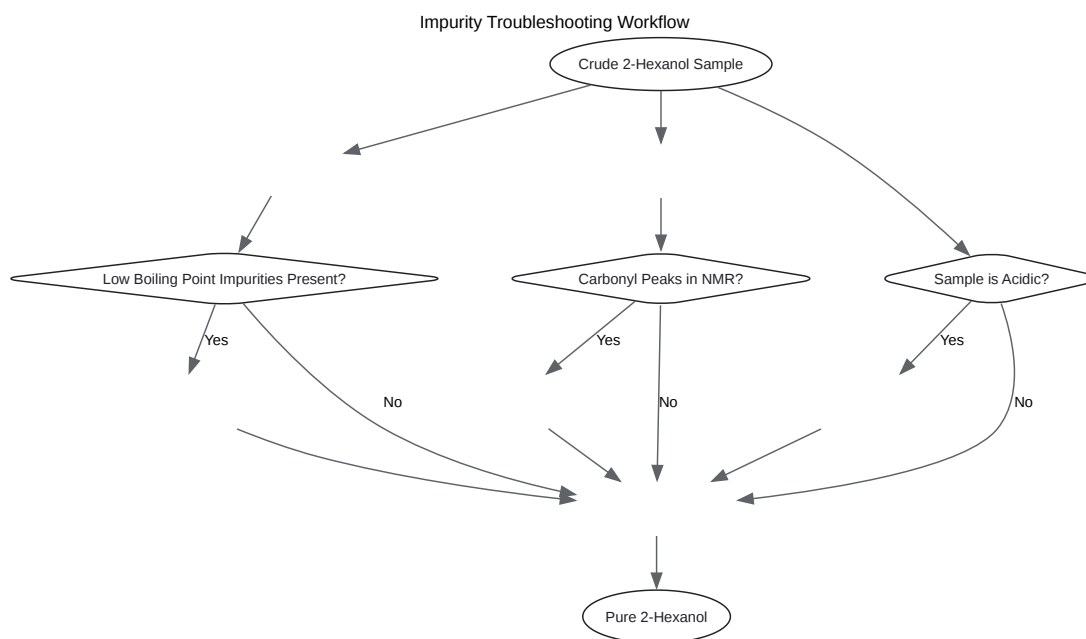 Impurity Troubleshooting Workflow
Crude 2-Hexanol Sample
Low Boiling Point Impurities Present?
Carbonyl Peaks in NMR?
Sample is Acidic?
Yes
Yes
Yes
No
No
No
Pure 2-Hexanol